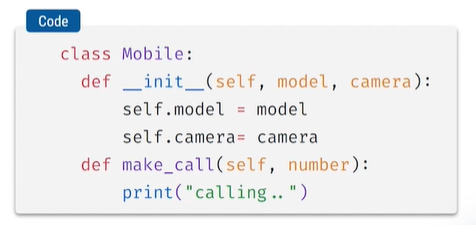 Code
class Mobile:
  def __init__(self, model, camera):
      self.model = model
      self.camera= camera
  def make_call(self, number):
      print("calling..")